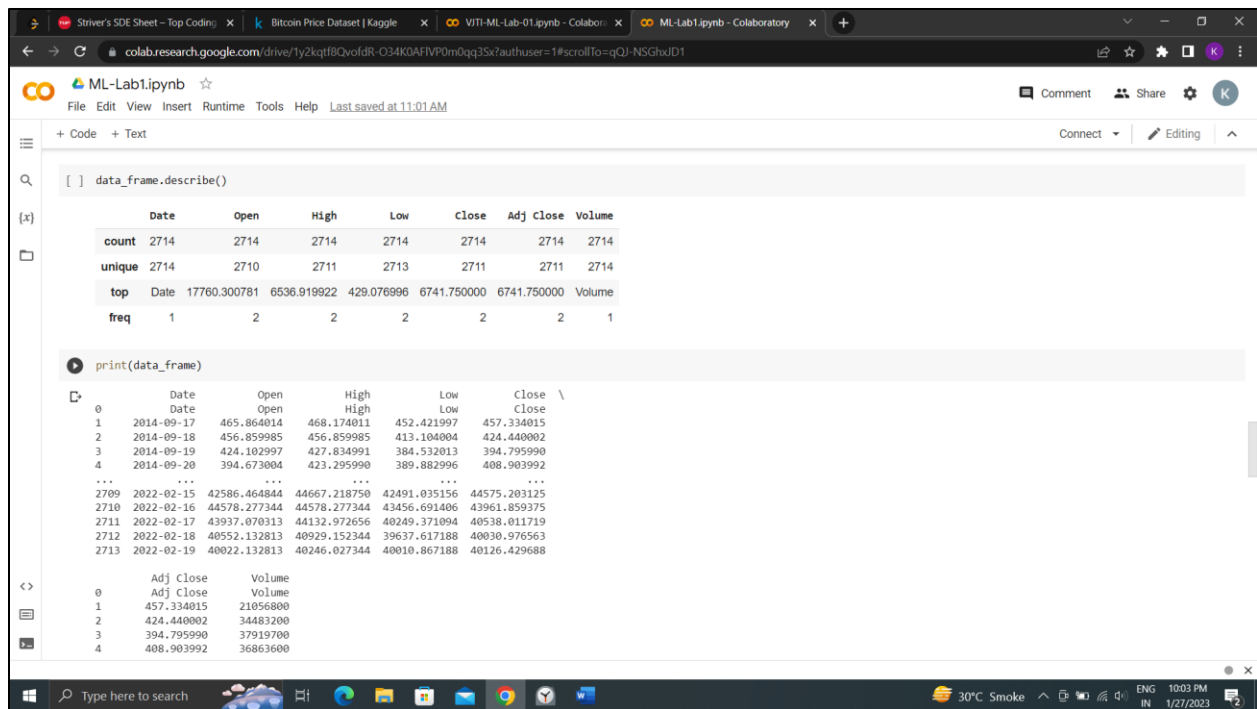 Striver's SDE Sheet – Top Coding
Bitcoin Price Dataset | Kaggle
VJTI-ML-Lab-01.ipynb - Colabora
ML-Lab1.ipynb - Colaboratory
colab.research.google.com/drive/1y2kqtf8QvofdR-O34K0AFlVP0m0qq3Sx?authuser=1#scrollTo=qQJ-NSGhxJD1
K
ML-Lab1.ipynb
File Edit View Insert Runtime Tools Help Last saved at 11:01 AM
Comment Share K
+ Code + Text Connect Editing
[ ] data_frame.describe()
{x}
Date Open High Low Close Adj Close Volume
count 2714 2714 2714 2714 2714 2714 2714
unique 2714 2710 2711 2713 2711 2711 2714
top Date 17760.300781 6536.919922 429.076996 6741.750000 6741.750000 Volume
freq 1 2 2 2 2 2 1
print(data_frame)
Date Open High Low Close \
0 Date Open High Low Close
1 2014-09-17 465.864014 468.174011 452.421997 457.334015
2 2014-09-18 456.859985 456.859985 413.104004 424.440002
3 2014-09-19 424.102997 427.834991 384.532013 394.795990
4 2014-09-20 394.673004 423.295990 389.882996 408.903992
... ... ... ... ... ...
2709 2022-02-15 42586.464844 44667.218750 42491.035156 44575.203125
2710 2022-02-16 44578.277344 44578.277344 43456.691406 43961.859375
2711 2022-02-17 43937.070313 44132.972656 40249.371094 40538.011719
2712 2022-02-18 40552.132813 40929.152344 39637.617188 40030.976563
2713 2022-02-19 40022.132813 40246.027344 40010.867188 40126.429688
Adj Close Volume
0 Adj Close Volume
1 457.334015 21056800
2 424.440002 34483200
3 394.795990 37919700
4 408.903992 36863600
Type here to search
30°C Smoke
ENG
IN
10:03 PM
1/27/2023
2